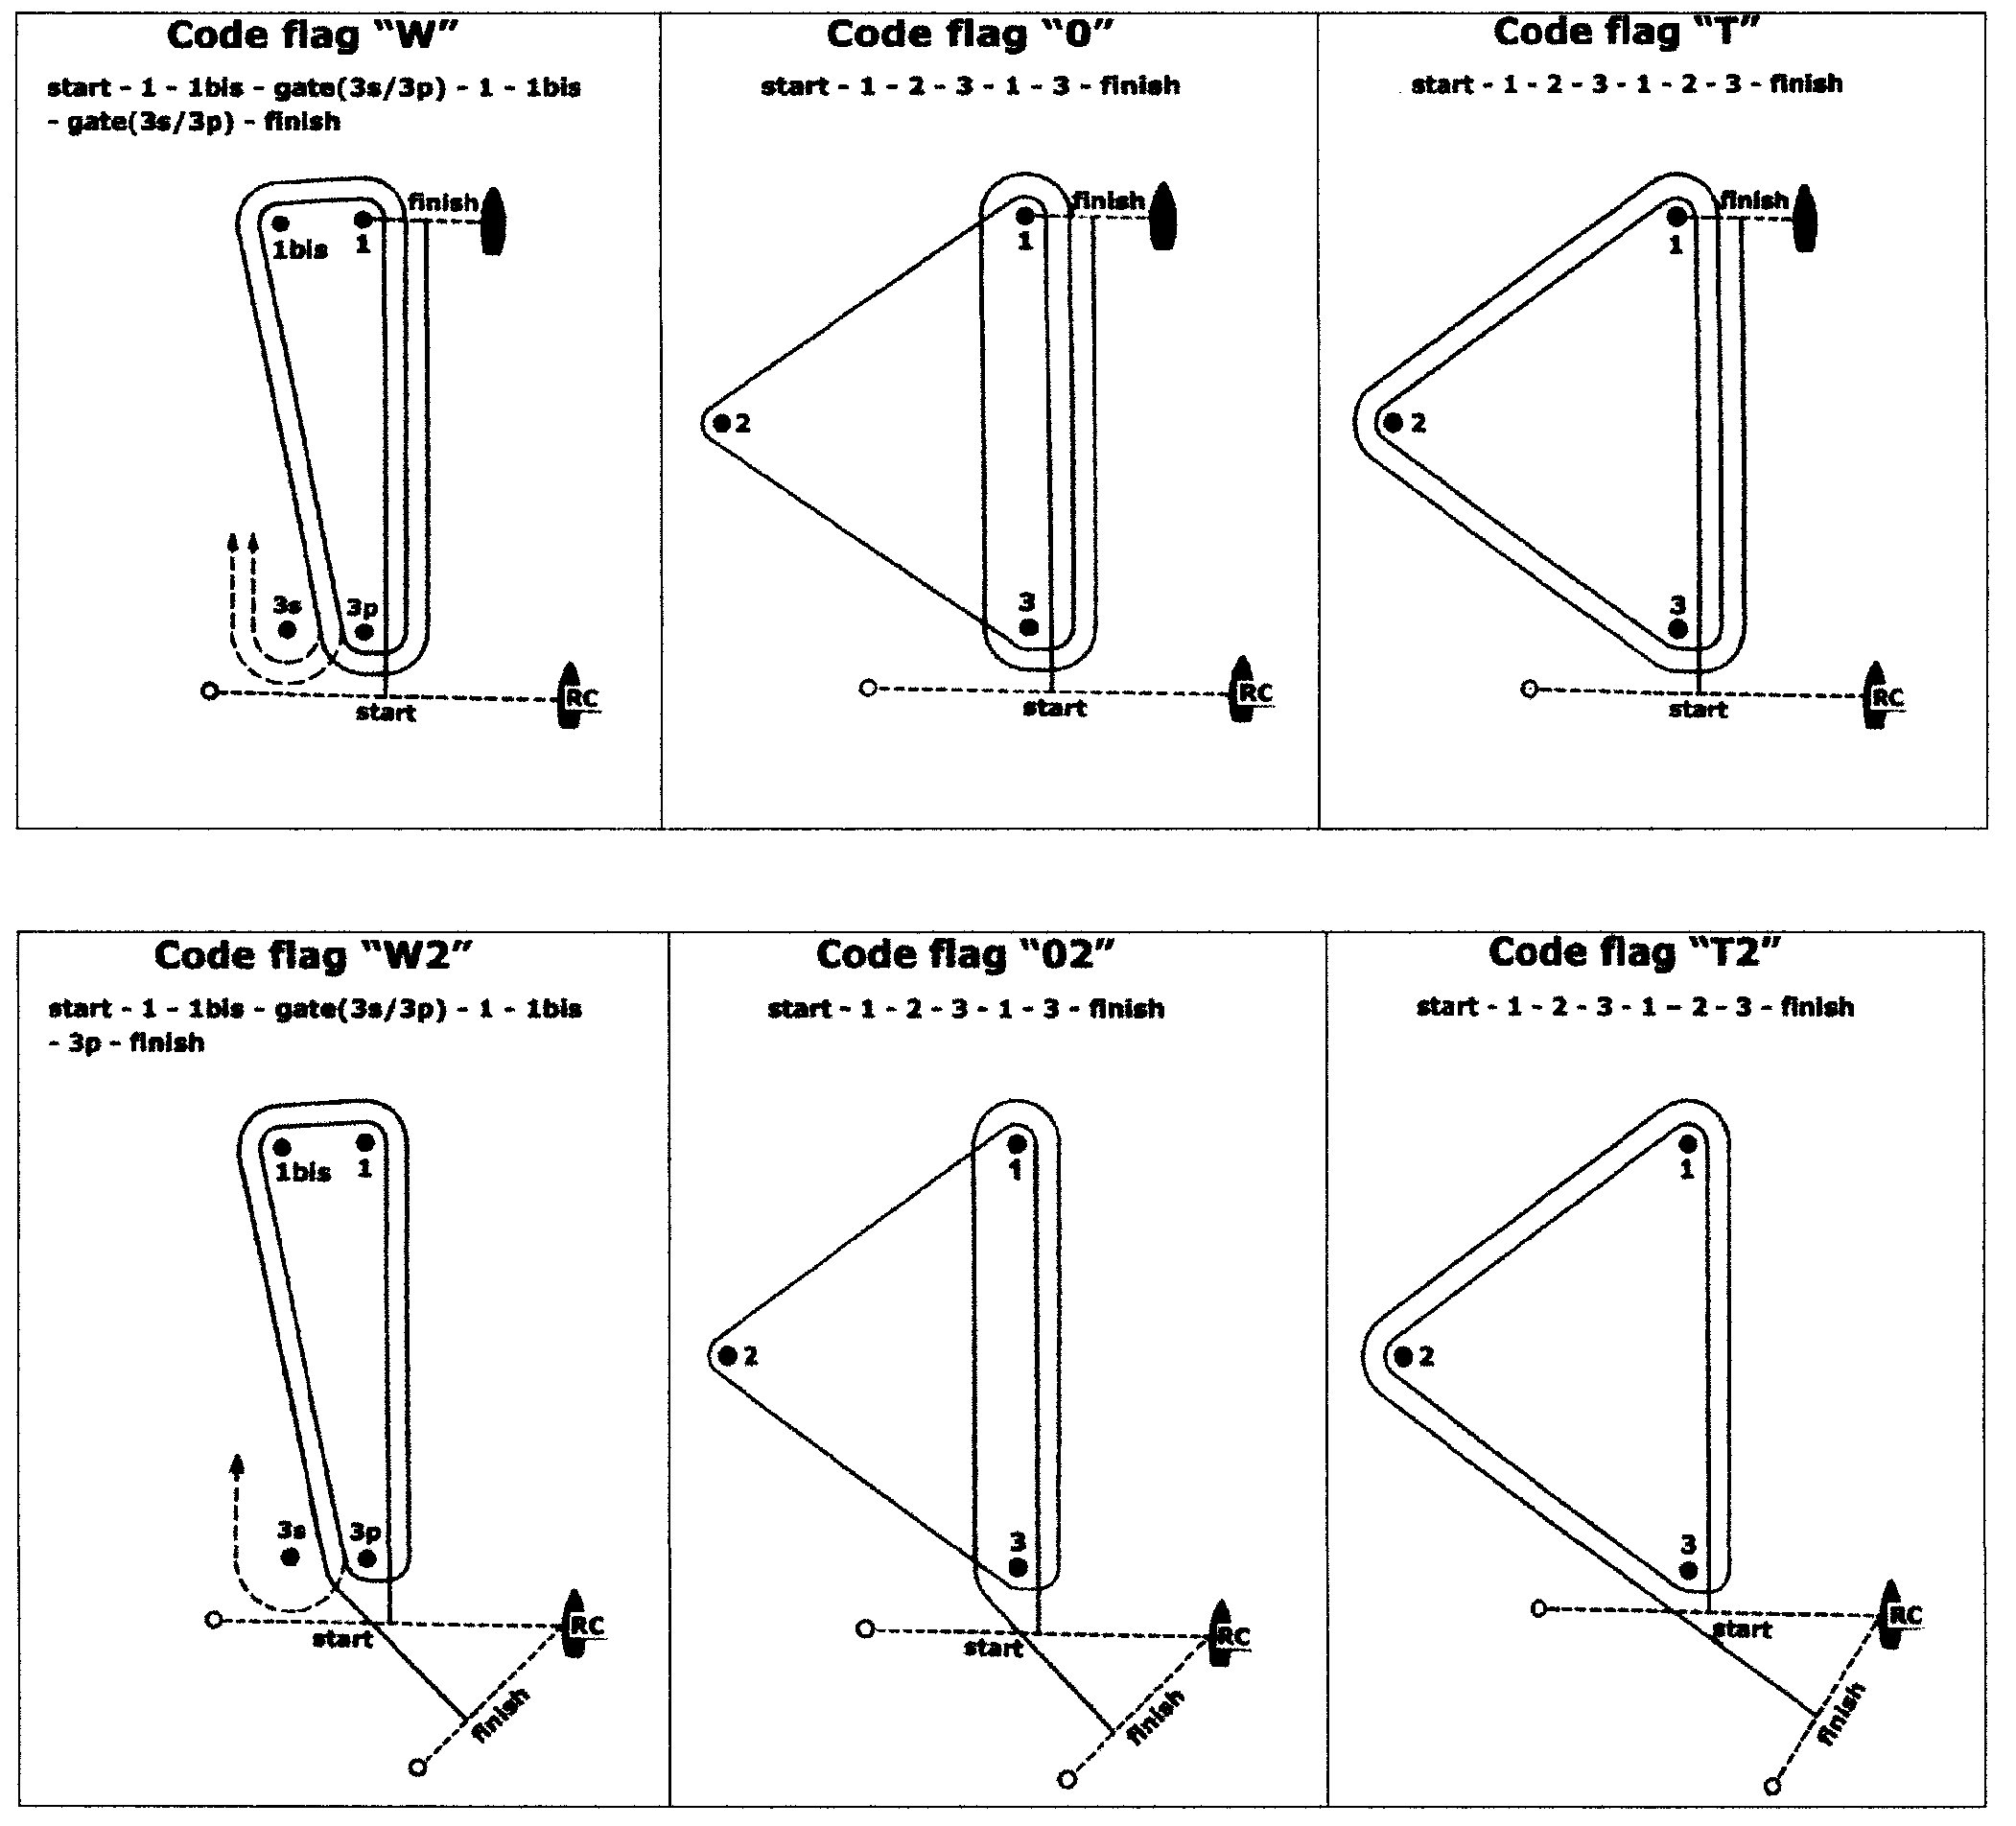 Code flag “W”
start - 1 - 1bis - gate(3s/3p) - 1 - 1bis
- gate(3s/3p) - finish
finish
1bis
1
3s
3p
RC
start
Code flag “0”
start - 1 - 2 - 3 - 1 - 3 - finish
finish
1
2
3
RC
start
Code flag “T”
start - 1 - 2 - 3 - 1 - 2 - 3 - finish
finish
1
2
3
RC
start
Code flag “W2”
start - 1 - 1bis - gate(3s/3p) - 1 - 1bis
- 3p - finish
1bis
1
3s
3p
RC
start
finish
Code flag “02”
start - 1 - 2 - 3 - 1 - 3 - finish
1
2
3
RC
start
finish
Code flag “T2”
start - 1 - 2 - 3 - 1 – 2 - 3 - finish
1
2
3
RC
start
finish